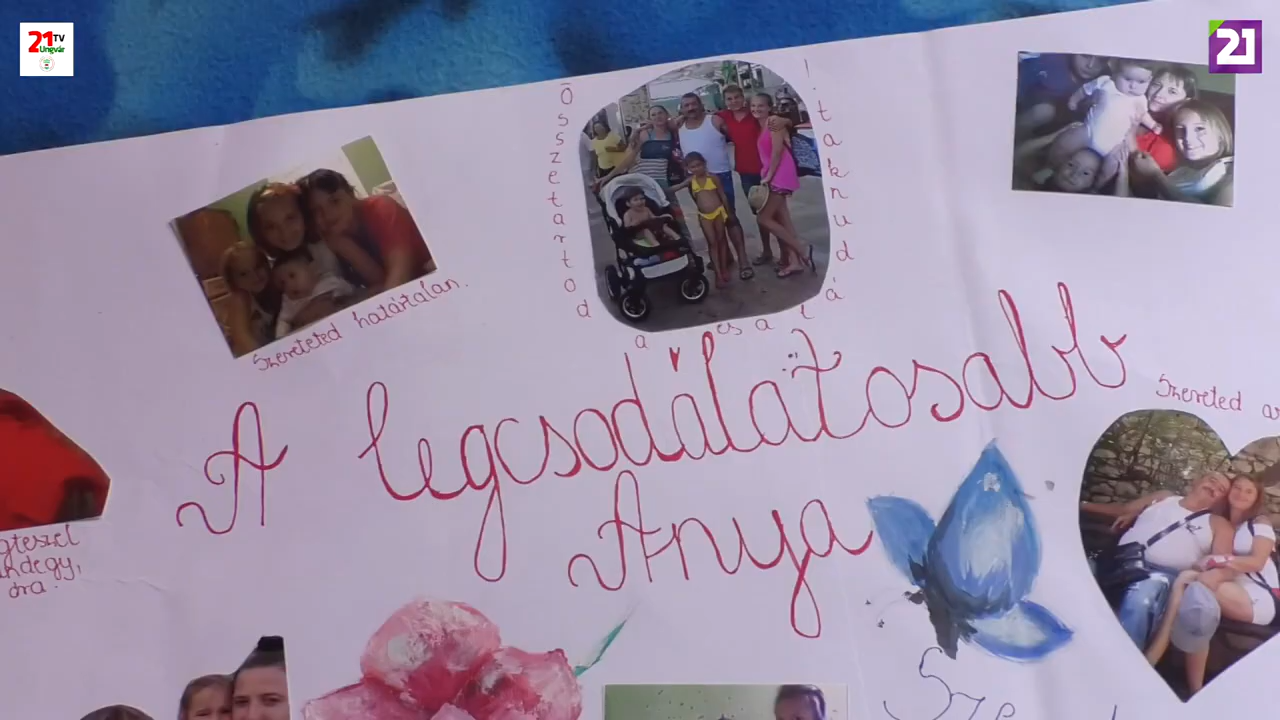 21 TV
Ungvár
21
Összetartod
a
családunkat!
Szereteted határtalan.
A legcsodálatosabb
Anya
Szereted